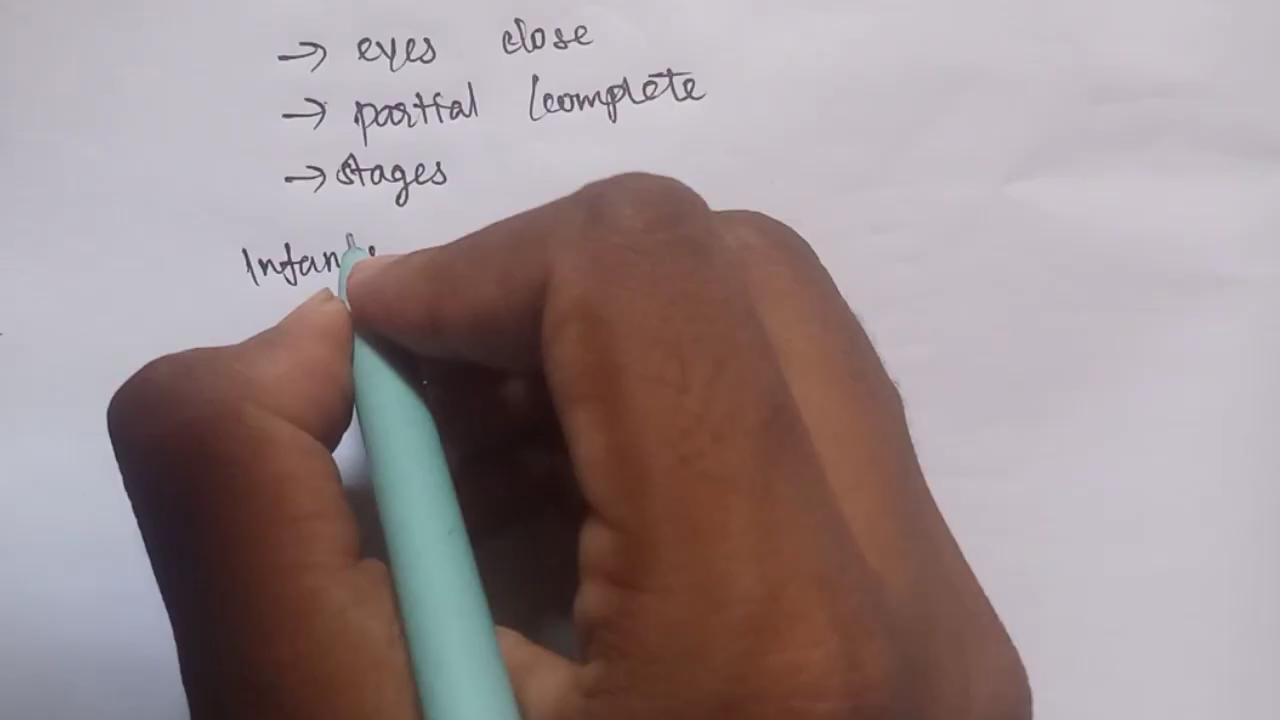 → eyes close
→ partial / complete
→ stages
Infan